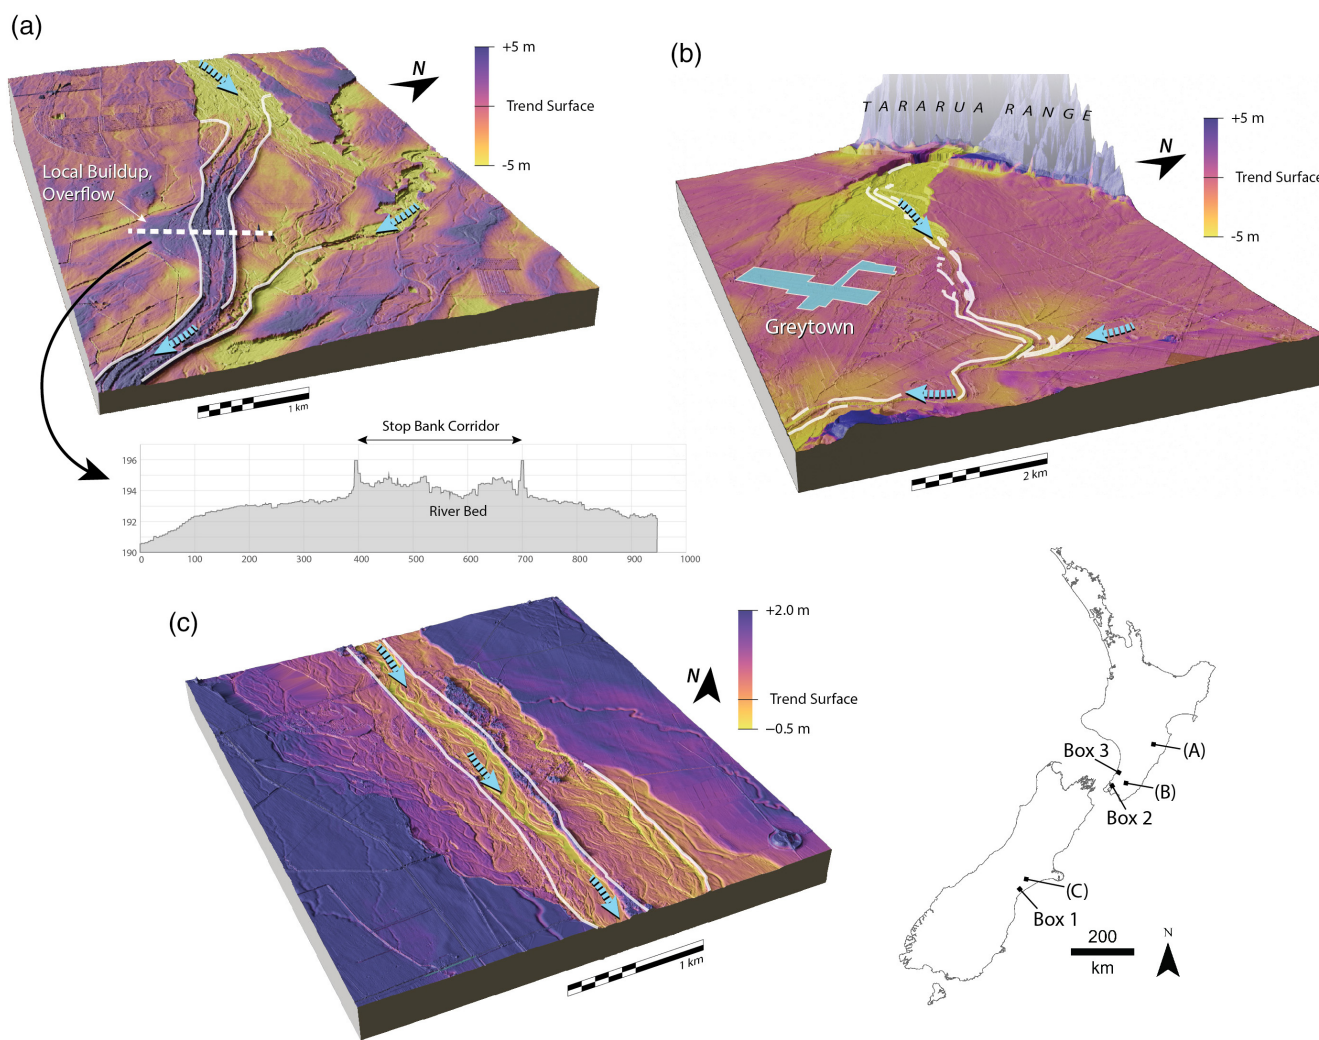 (a)
+5 m
N
Trend Surface
-5 m
Local Buildup,
Overflow
1 km
Stop Bank Corridor
196
194
192
190
River Bed
0
100
200
300
400
500
600
700
800
900
1000
(b)
TARARUA RANGE
+5 m
N
Trend Surface
-5 m
Greytown
2 km
(c)
+2.0 m
N
Trend Surface
−0.5 m
1 km
Box 3
(A)
(B)
Box 2
(C)
Box 1
200
km
N